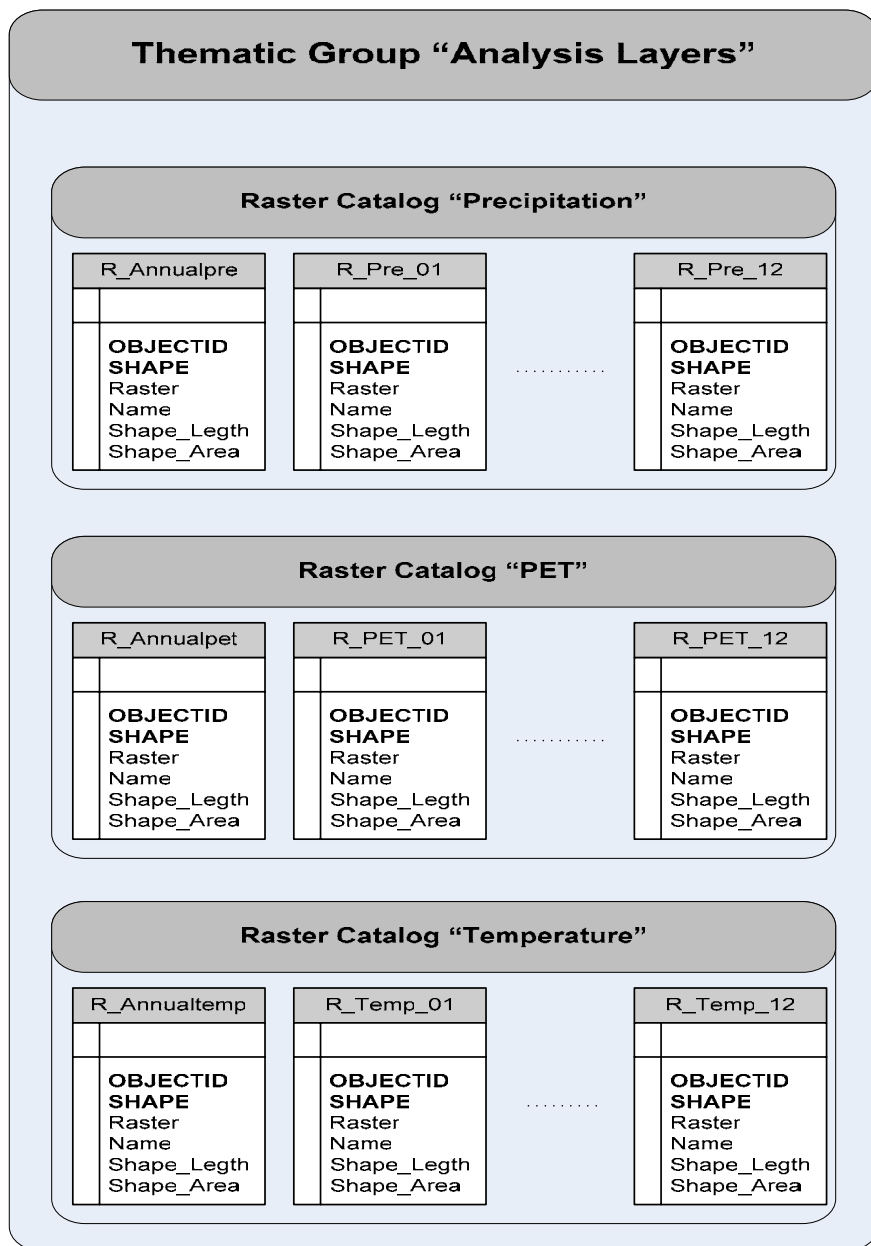 Thematic Group “Analysis Layers”
Raster Catalog “Precipitation”
R_Annualpre
OBJECTID
SHAPE
Raster
Name
Shape_Legth
Shape_Area
R_Pre_01
OBJECTID
SHAPE
Raster
Name
Shape_Legth
Shape_Area
...........
R_Pre_12
OBJECTID
SHAPE
Raster
Name
Shape_Legth
Shape_Area
Raster Catalog “PET”
R_Annualpet
OBJECTID
SHAPE
Raster
Name
Shape_Legth
Shape_Area
R_PET_01
OBJECTID
SHAPE
Raster
Name
Shape_Legth
Shape_Area
...........
R_PET_12
OBJECTID
SHAPE
Raster
Name
Shape_Legth
Shape_Area
Raster Catalog “Temperature”
R_Annualtemp
OBJECTID
SHAPE
Raster
Name
Shape_Legth
Shape_Area
R_Temp_01
OBJECTID
SHAPE
Raster
Name
Shape_Legth
Shape_Area
.........
R_Temp_12
OBJECTID
SHAPE
Raster
Name
Shape_Legth
Shape_Area